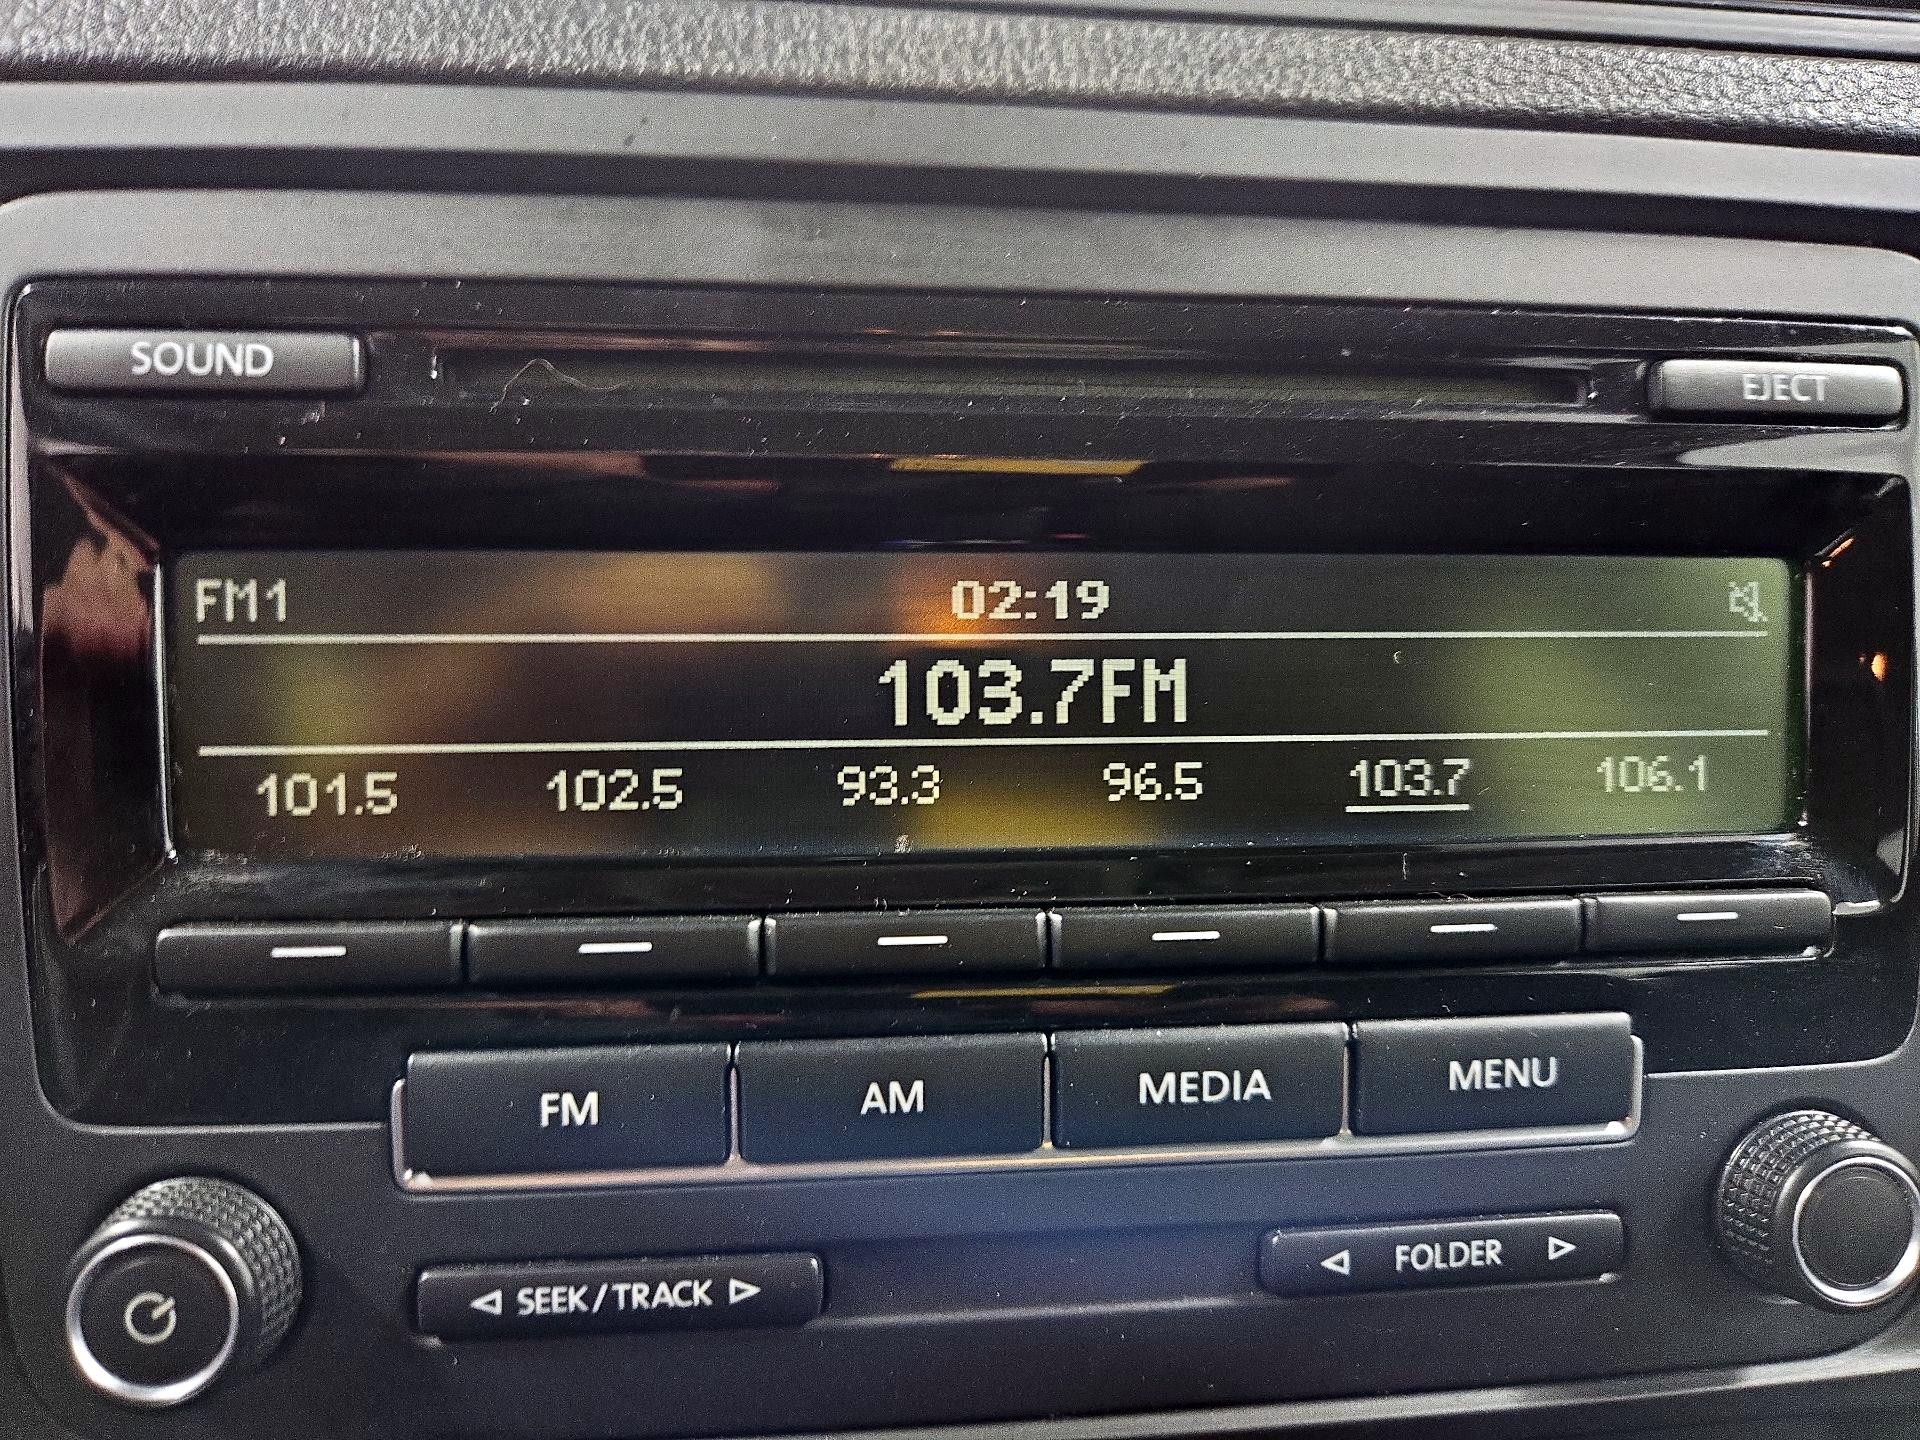 SOUND EJECT
FM1 02:19
103.7FM
101.5 102.5 93.3 96.5 103.7 106.1
FM AM MEDIA MENU
SEEK/TRACK FOLDER